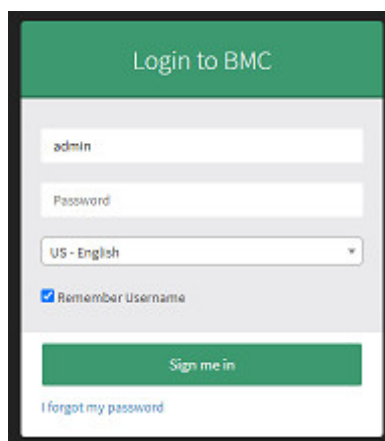 Login to BMC
admin
Password
US - English
Remember Username
Sign me in
I forgot my password